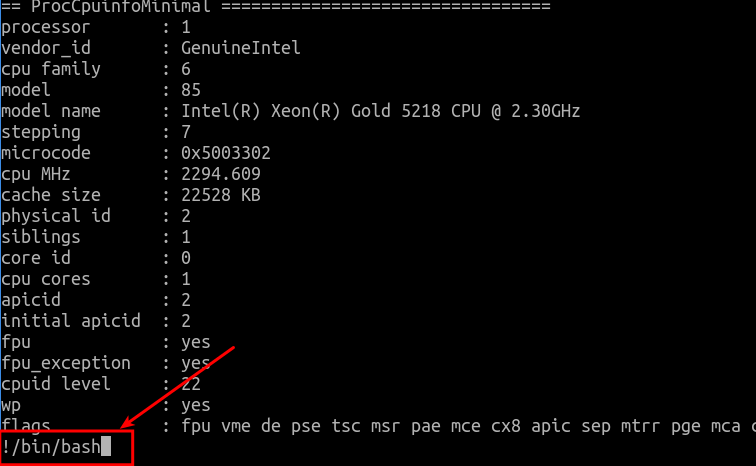 == ProcCpuinfoMinimal =================================
processor : 1
vendor_id : GenuineIntel
cpu family : 6
model : 85
model name : Intel(R) Xeon(R) Gold 5218 CPU @ 2.30GHz
stepping : 7
microcode : 0x5003302
cpu MHz : 2294.609
cache size : 22528 KB
physical id : 2
siblings : 1
core id : 0
cpu cores : 1
apicid : 2
initial apicid : 2
fpu : yes
fpu_exception : yes
cpuid level : 22
wp : yes
flags : fpu vme de pse tsc msr pae mce cx8 apic sep mtrr pge mca
!/bin/bash